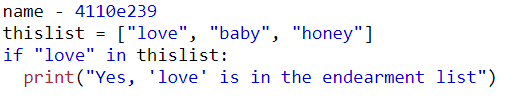 name - 4110e239
thislist = ["love", "baby", "honey"]
if "love" in thislist:
  print("Yes, 'love' is in the endearment list")